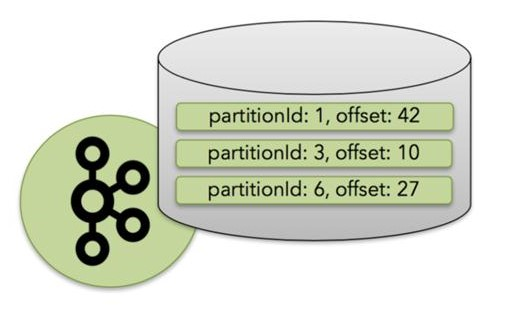 partitionId: 1, offset: 42
partitionId: 3, offset: 10
partitionId: 6, offset: 27